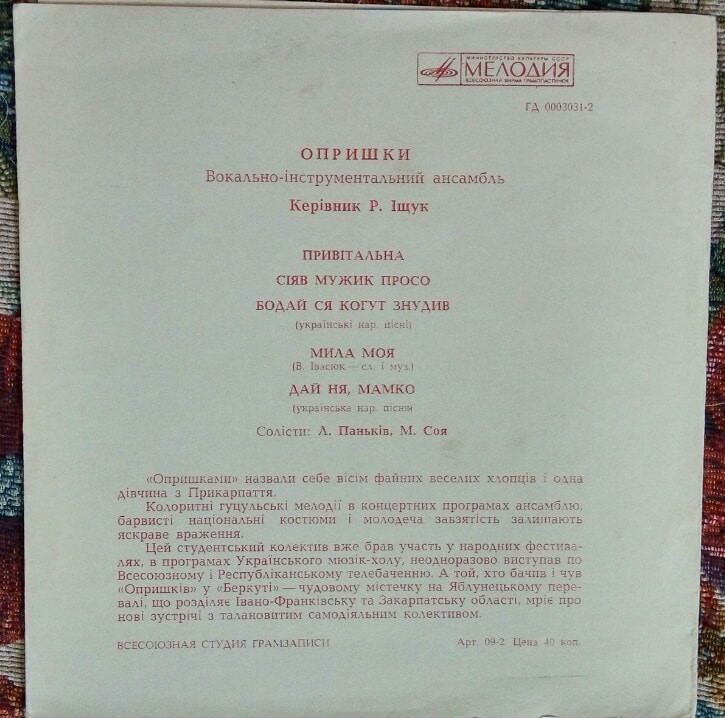 МИНИСТЕРСТВО КУЛЬТУРЫ СССР
МЕЛОДИЯ
ВСЕСОЮЗНАЯ ФИРМА ГРАМПЛАСТИНОК
ГД 0003031-2
ОПРИШКИ
Вокально-інструментальний ансамбль
Керівник Р. Іщук
ПРИВІТАЛЬНА
СІЯВ МУЖИК ПРОСО
БОДАЙ СЯ КОГУТ ЗНУДИВ
(українські нар. пісні)
МИЛА МОЯ
(В. Івасюк — сл. і муз.)
ДАЙ НЯ, МАМКО
(українська нар. пісня)
Солісти: Л. Паньків, М. Соя
«Опришками» назвали себе вісім файних веселих хлопців і одна
дівчина з Прикарпаття.
Колоритні гуцульські мелодії в концертних програмах ансамблю,
барвисті національні костюми і молодеча завзятість залишають
яскраве враження.
Цей студентський колектив вже брав участь у народних фестива-
лях, в програмах Українського мюзік-холу, неодноразово виступав по
Всесоюзному і Республіканському телебаченню. А той, хто бачив і чув
«Опришків» у «Беркуті» — чудовому містечку на Яблунецькому пере-
валі, що розділяє Івано-Франківську та Закарпатську області, мріє про
нові зустрічі з талановитим самодіяльним колективом.
ВСЕСОЮЗНАЯ СТУДИЯ ГРАМЗАПИСИ
Арт. 09-2. Цена 40 коп.